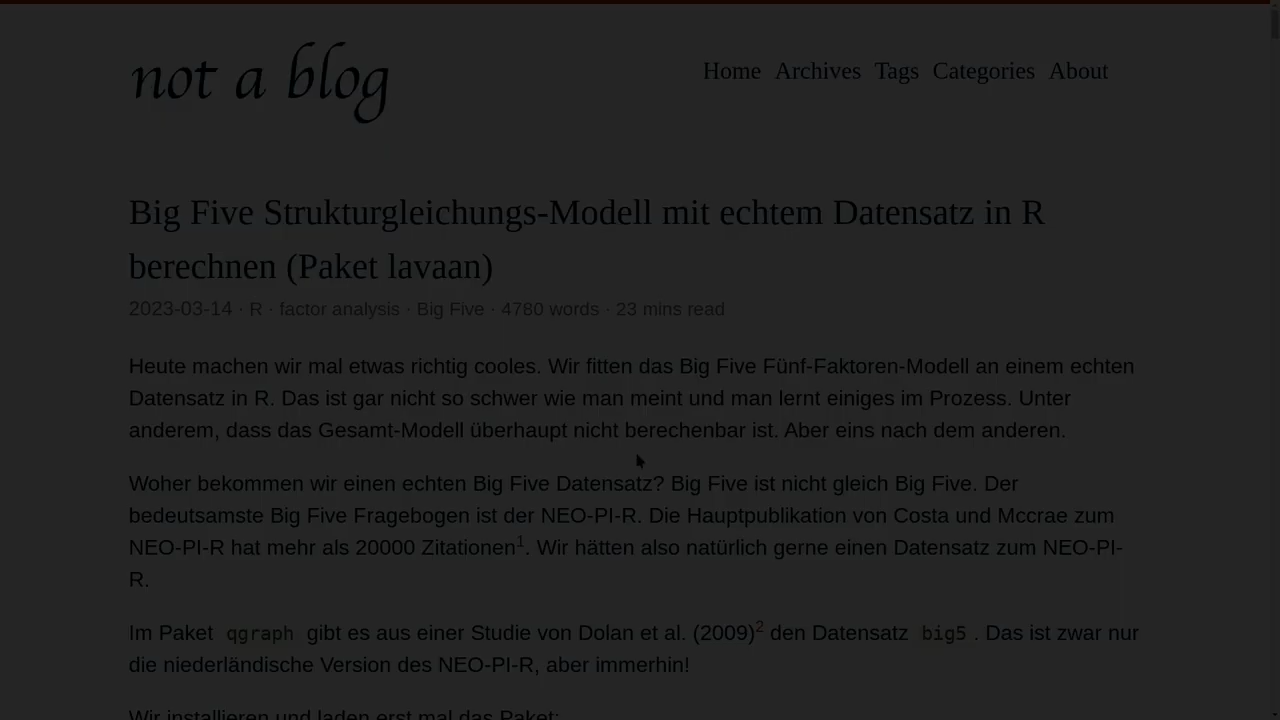 not a blog
Home Archives Tags Categories About
Big Five Strukturgleichungs-Modell mit echtem Datensatz in R
berechnen (Paket lavaan)
2023-03-14 · R · factor analysis · Big Five · 4780 words · 23 mins read
Heute machen wir mal etwas richtig cooles. Wir fitten das Big Five Fünf-Faktoren-Modell an einem echten
Datensatz in R. Das ist gar nicht so schwer wie man meint und man lernt einiges im Prozess. Unter
anderem, dass das Gesamt-Modell überhaupt nicht berechenbar ist. Aber eins nach dem anderen.
Woher bekommen wir einen echten Big Five Datensatz? Big Five ist nicht gleich Big Five. Der
bedeutsamste Big Five Fragebogen ist der NEO-PI-R. Die Hauptpublikation von Costa und Mccrae zum
NEO-PI-R hat mehr als 20000 Zitationen1. Wir hätten also natürlich gerne einen Datensatz zum NEO-PI-
R.
Im Paket qgraph gibt es aus einer Studie von Dolan et al. (2009)2 den Datensatz big5 . Das ist zwar nur
die niederländische Version des NEO-PI-R, aber immerhin!
Wir installieren und laden erst mal das Paket: